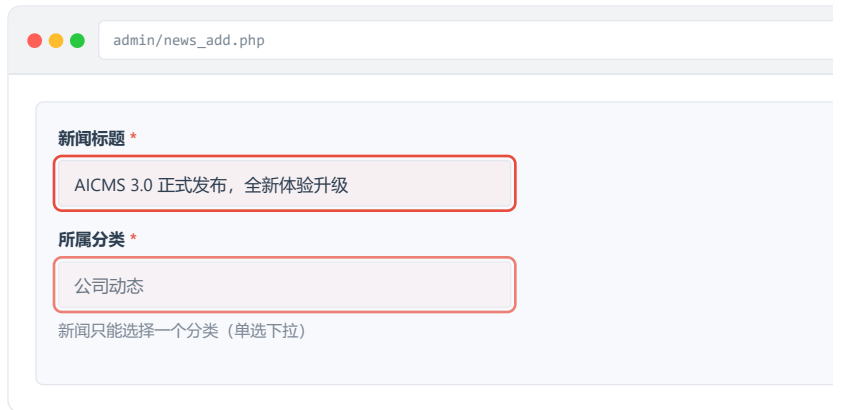 admin/news_add.php
新闻标题 *
AICMS 3.0 正式发布，全新体验升级
所属分类 *
公司动态
新闻只能选择一个分类（单选下拉）